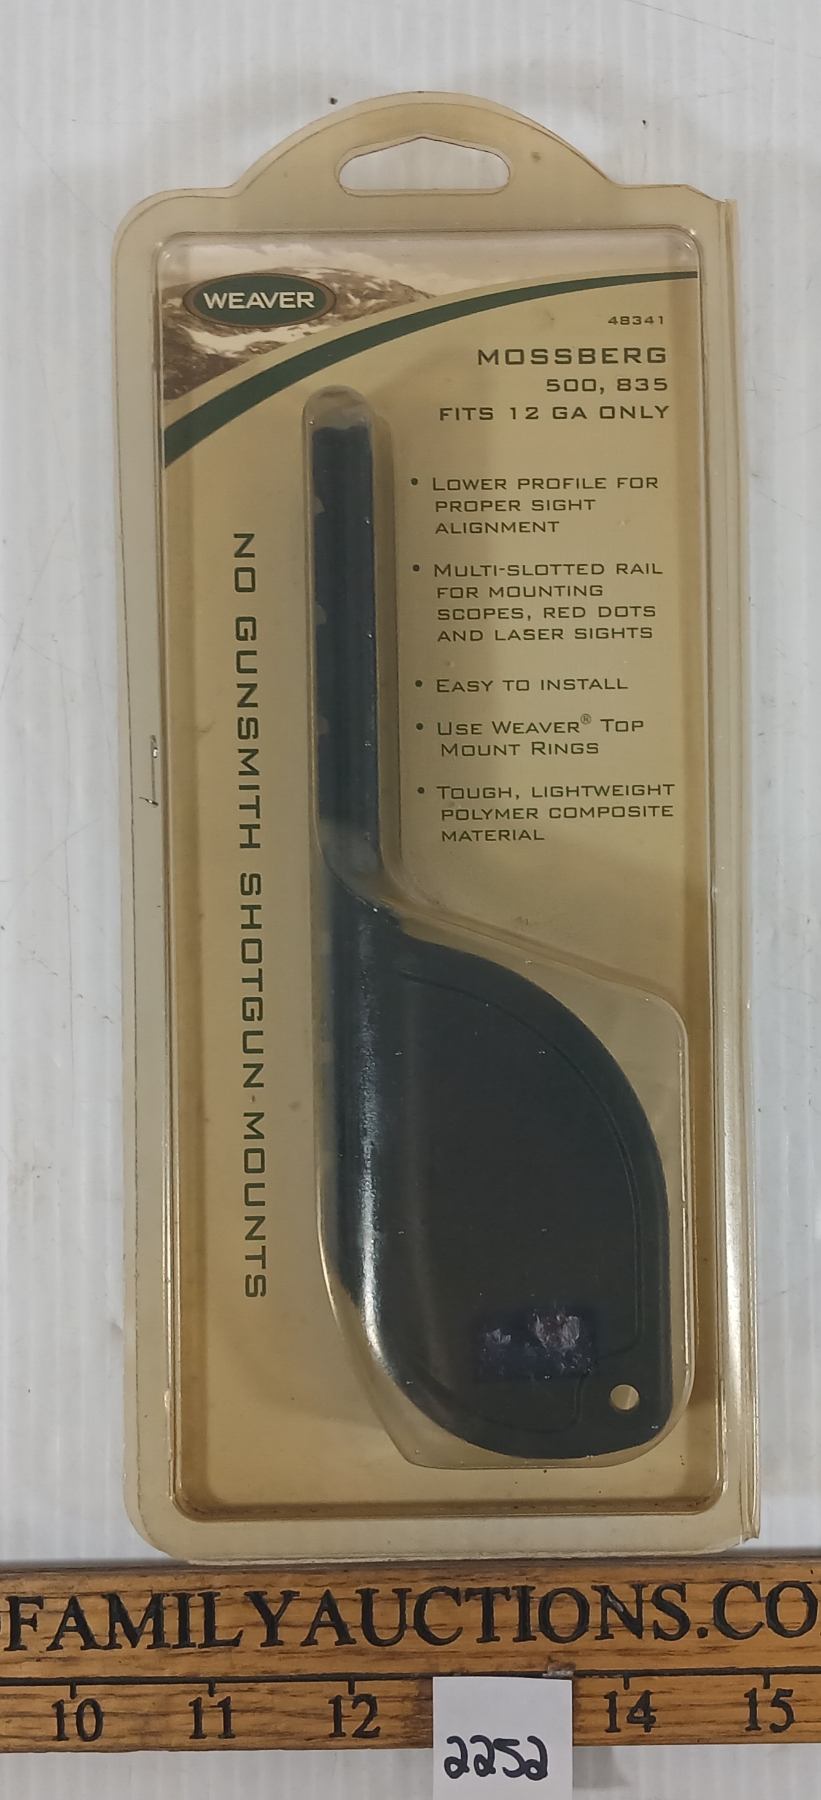 WEAVER
48341
MOSSBERG
500, 835
FITS 12 GA ONLY
• LOWER PROFILE FOR
PROPER SIGHT
ALIGNMENT
• MULTI-SLOTTED RAIL
FOR MOUNTING
SCOPES, RED DOTS
AND LASER SIGHTS
• EASY TO INSTALL
• USE WEAVER® TOP
MOUNT RINGS
• TOUGH, LIGHTWEIGHT
POLYMER COMPOSITE
MATERIAL
NO GUNSMITH SHOTGUN MOUNTS
FAMILYAUCTIONS.CO
10 11 12 14 15
2252